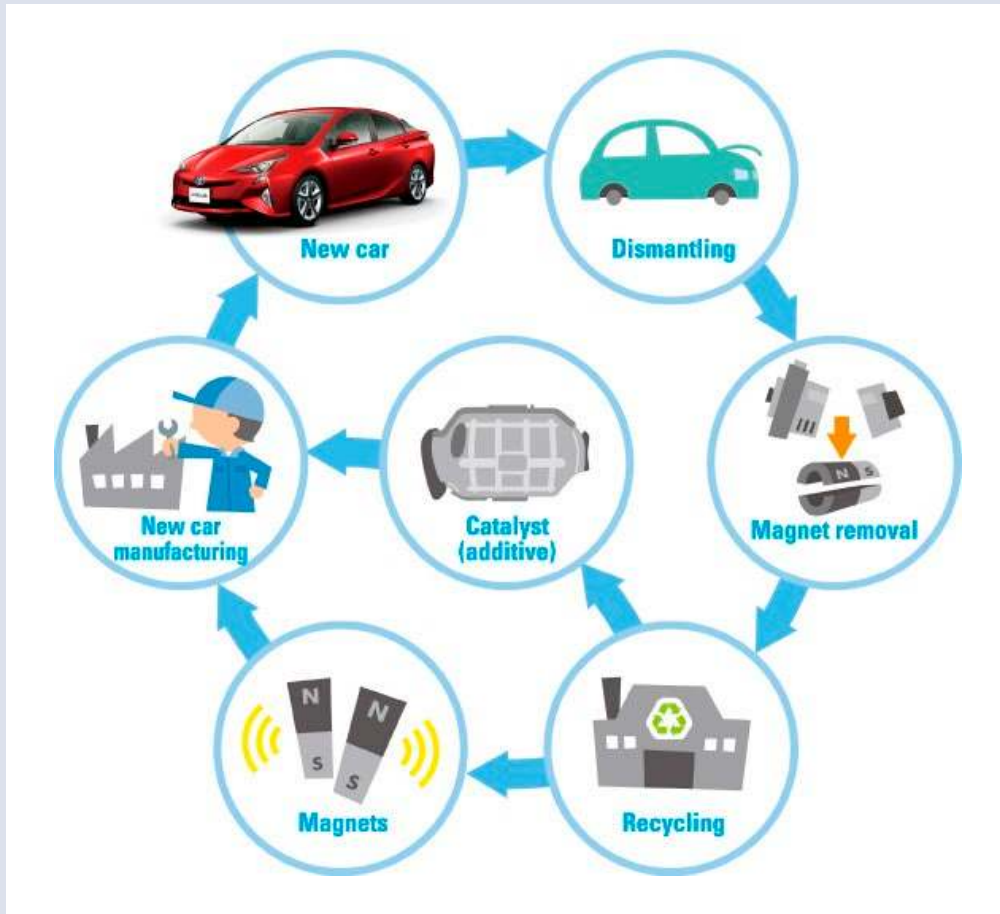 New car
Dismantling
New car
manufacturing
Catalyst
(additive)
N S
Magnet removal
N
S
N
S
Magnets
Recycling